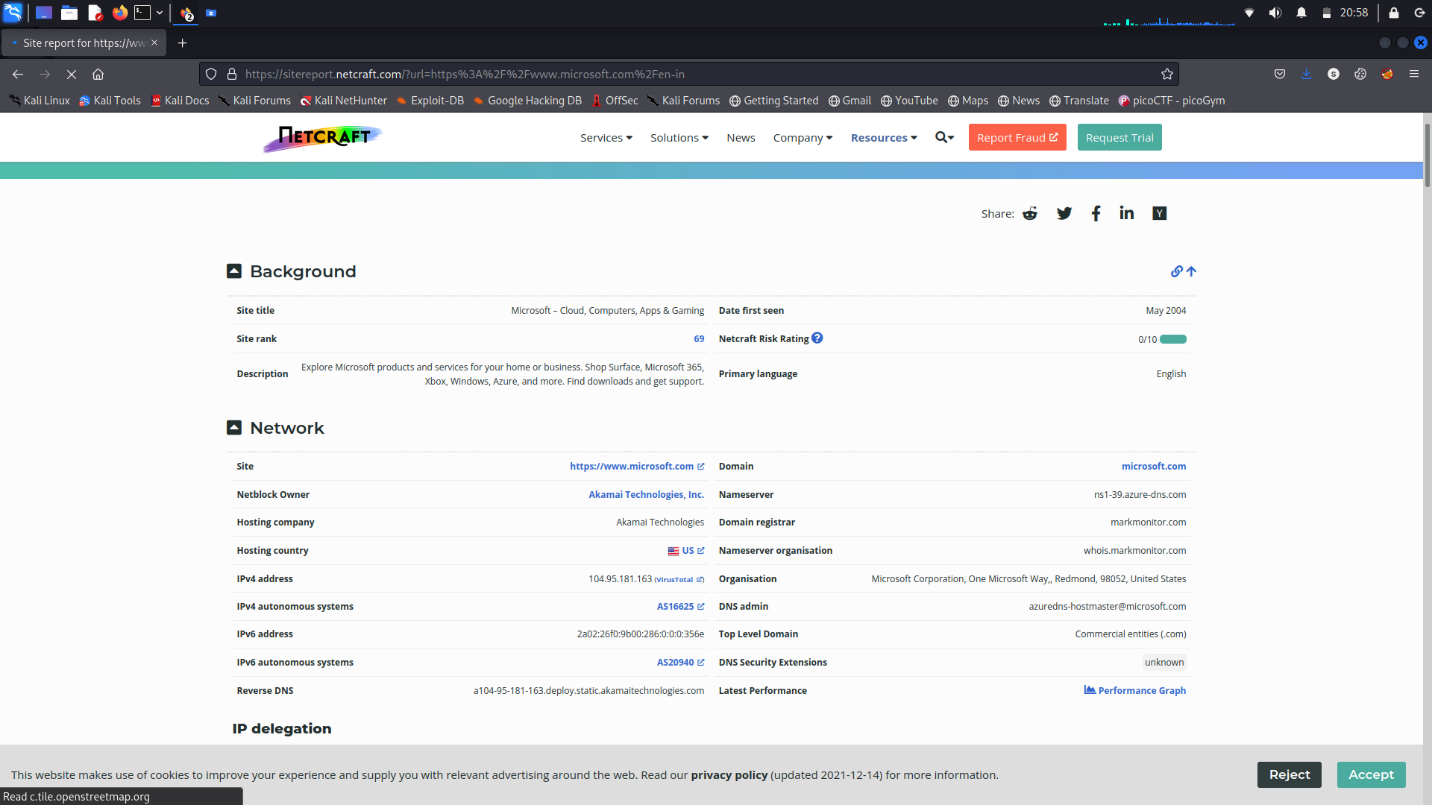 2
20:58
Site report for https://ww
https://sitereport.netcraft.com/?url=https%3A%2F%2Fwww.microsoft.com%2Fen-in
S
Kali Linux Kali Tools Kali Docs Kali Forums Kali NetHunter Exploit-DB Google Hacking DB OffSec Kali Forums Getting Started Gmail YouTube Maps News Translate picoCTF - picoGym
NETCRAFT
Services Solutions News Company Resources Report Fraud Request Trial
Share: Y
Background
Site title Microsoft – Cloud, Computers, Apps & Gaming Date first seen May 2004
Site rank 69 Netcraft Risk Rating ? 0/10
Description Explore Microsoft products and services for your home or business. Shop Surface, Microsoft 365,
Xbox, Windows, Azure, and more. Find downloads and get support. Primary language English
Network
Site https://www.microsoft.com Domain microsoft.com
Netblock Owner Akamai Technologies, Inc. Nameserver ns1-39.azure-dns.com
Hosting company Akamai Technologies Domain registrar markmonitor.com
Hosting country US Nameserver organisation whois.markmonitor.com
IPv4 address 104.95.181.163 (VirusTotal) Organisation Microsoft Corporation, One Microsoft Way,, Redmond, 98052, United States
IPv4 autonomous systems AS16625 DNS admin azuredns-hostmaster@microsoft.com
IPv6 address 2a02:26f0:9b00:286:0:0:0:356e Top Level Domain Commercial entities (.com)
IPv6 autonomous systems AS20940 DNS Security Extensions unknown
Reverse DNS a104-95-181-163.deploy.static.akamaitechnologies.com Latest Performance Performance Graph
IP delegation
This website makes use of cookies to improve your experience and supply you with relevant advertising around the web. Read our privacy policy (updated 2021-12-14) for more information. Reject Accept
Read c.tile.openstreetmap.org